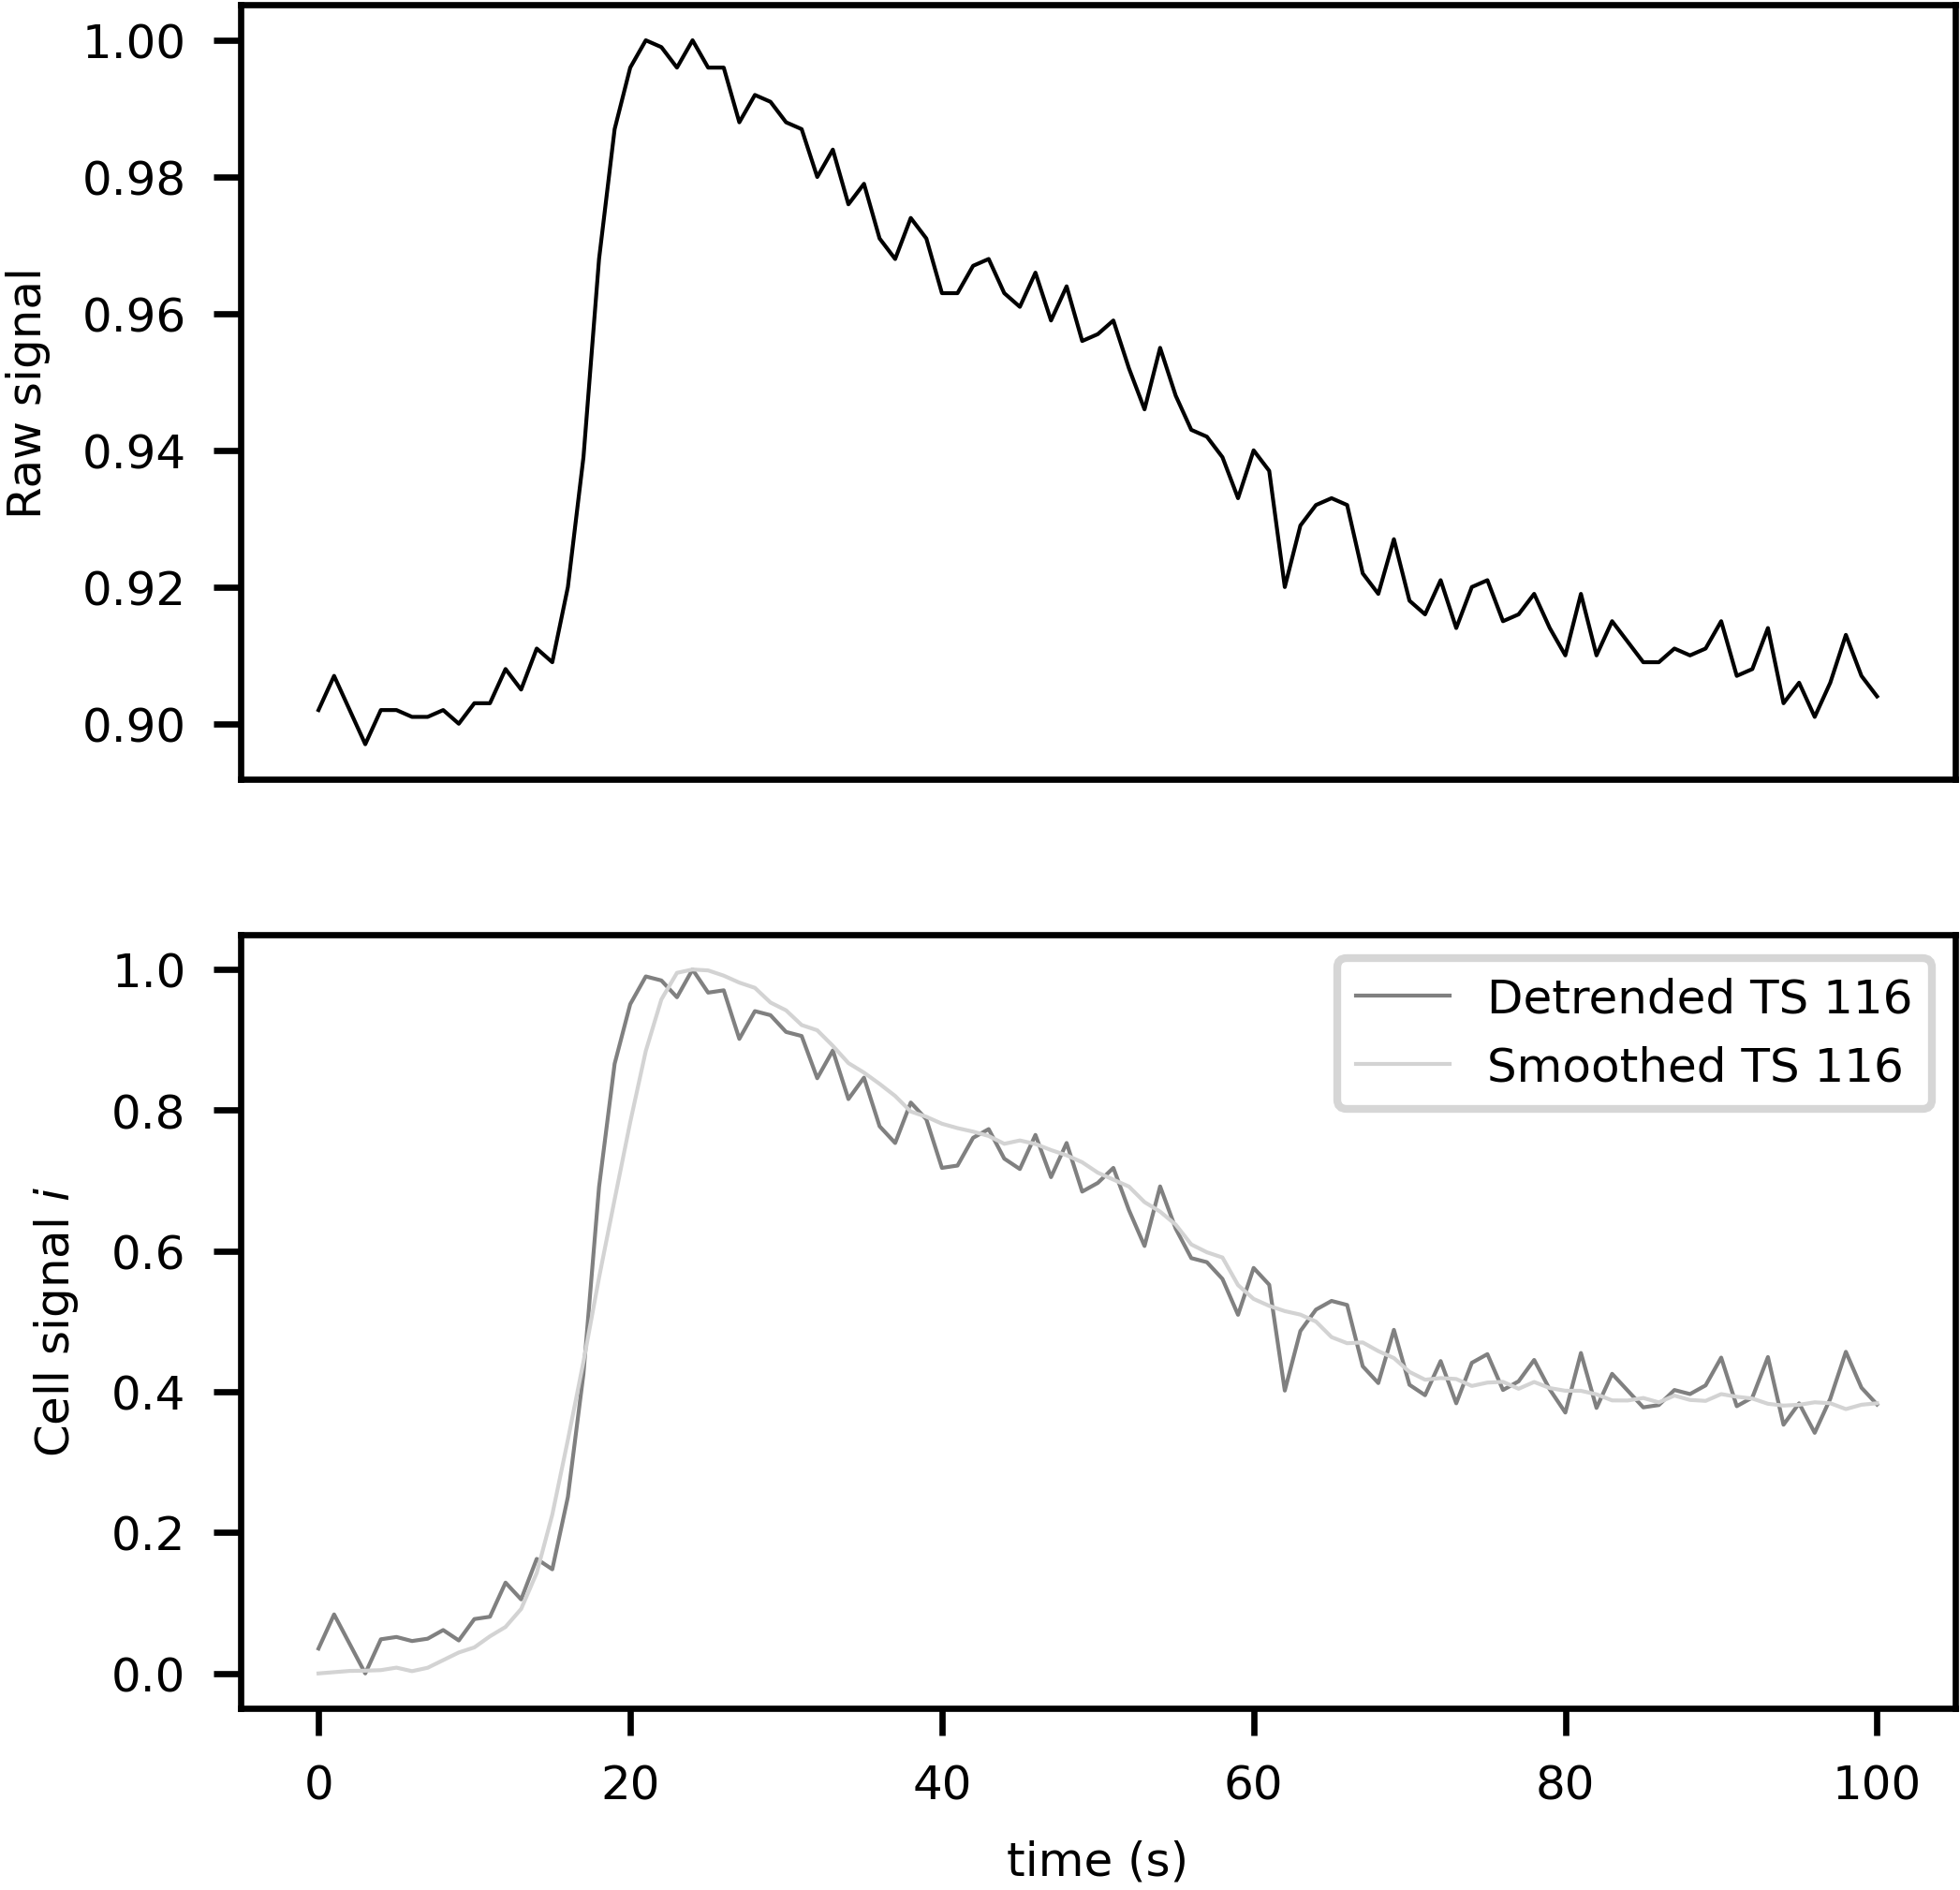 Raw signal
1.00
0.98
0.96
0.94
0.92
0.90
Cell signal i
1.0
0.8
0.6
0.4
0.2
0.0
Detrended TS 116
Smoothed TS 116
0 20 40 60 80 100
time (s)